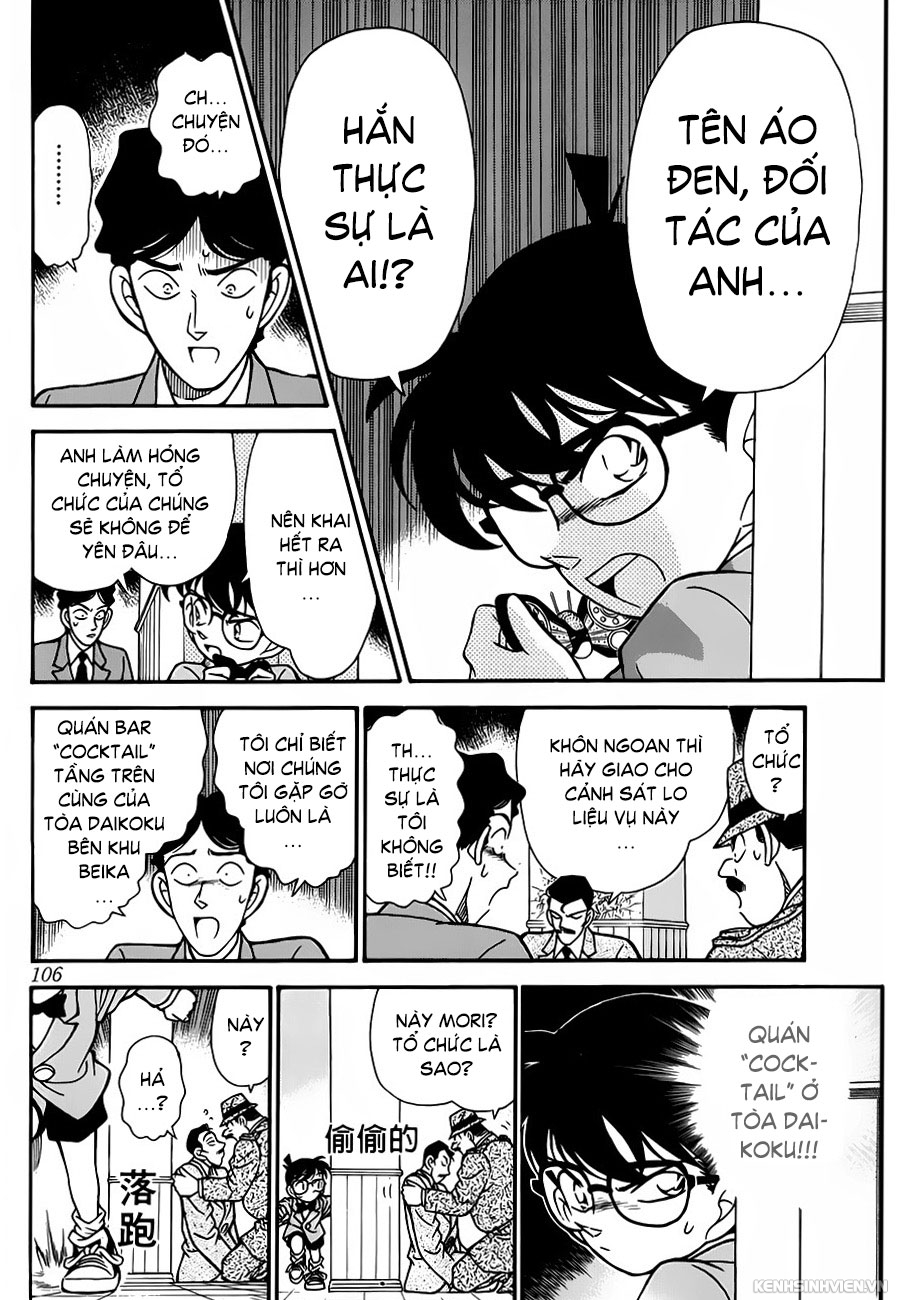 TÊN ÁO
ĐEN, ĐỐI
TÁC CỦA
ANH...
HẮN
THỰC
SỰ LÀ
AI!?
CH...
CHUYỆN
ĐÓ...
.........
NÊN KHAI
HẾT RA
THÌ HƠN
...
ANH LÀM HỎNG
CHUYỆN, TỔ
CHỨC CỦA CHÚNG
SẼ KHÔNG ĐỂ
YÊN ĐÂU...
TỔ
CHỨC
?
KHÔN NGOAN THÌ
HÃY GIAO CHO
CẢNH SÁT LO
LIỆU VỤ NÀY
...
TH...
THỰC
SỰ LÀ
TÔI
KHÔNG
BIẾT!!
TÔI CHỈ BIẾT
NƠI CHÚNG
TÔI GẶP GỠ
LUÔN LÀ ...
QUÁN BAR
“COCKTAIL”
TẦNG TRÊN
CÙNG CỦA
TÒA DAIKOKU
BÊN KHU
BEIKA
106
QUÁN
“COCK-
TAIL” Ở
TÒA DAI-
KOKU!!!
NÀY MORI?
TỔ CHỨC LÀ
SAO?
偷偷的
NÀY
?
HẢ
...?
落
跑
KENHSINHVIEN.VN